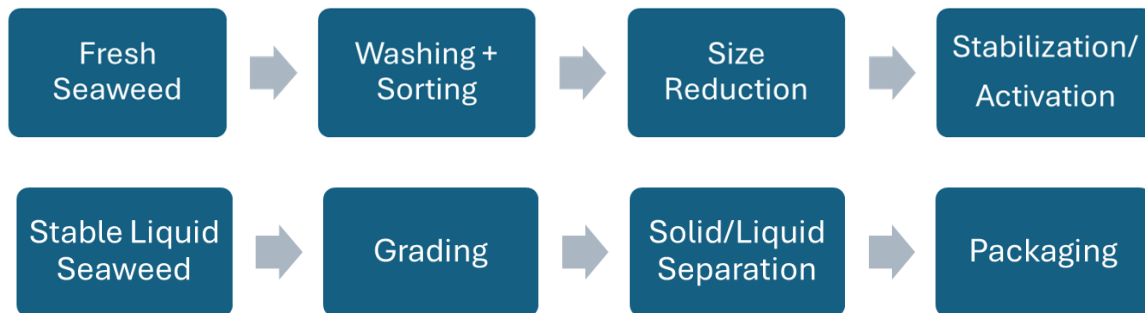 Fresh
Seaweed
Washing +
Sorting
Size
Reduction
Stabilization/
Activation
Stable Liquid
Seaweed
Grading
Solid/Liquid
Separation
Packaging